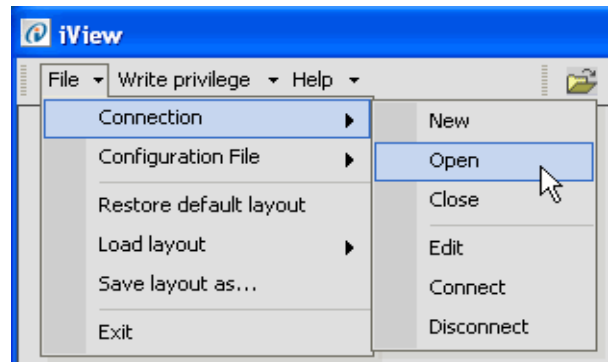 iView
File Write privilege Help
Connection
Configuration File
Restore default layout
Load layout
Save layout as...
Exit
New
Open
Close
Edit
Connect
Disconnect